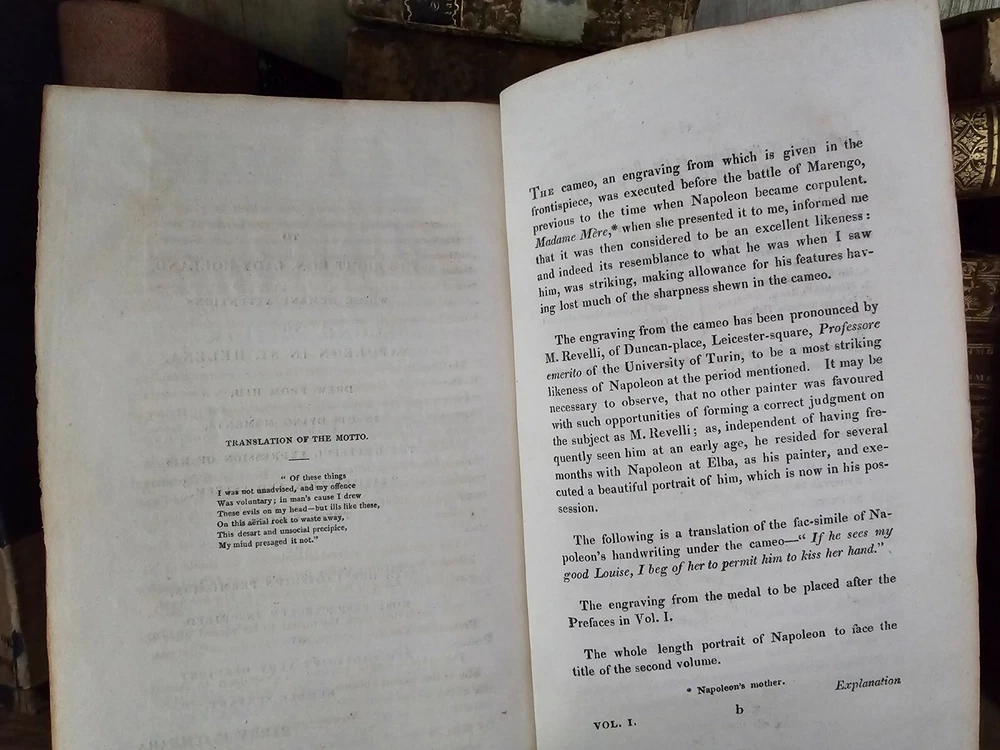 TRANSLATION OF THE MOTTO.
“ Of these things
I was not unadvised, and my offence
Was voluntary; in man's cause I drew
These evils on my head—but ills like these,
On this aërial rock to waste away,
This desart and unsocial precipice,
My mind presaged it not.”
THE cameo, an engraving from which is given in the
frontispiece, was executed before the battle of Marengo,
previous to the time when Napoleon became corpulent.
Madame Mère,* when she presented it to me, informed me
that it was then considered to be an excellent likeness:
and indeed its resemblance to what he was when I saw
him, was striking, making allowance for his features hav-
ing lost much of the sharpness shewn in the cameo.
The engraving from the cameo has been pronounced by
M. Revelli, of Duncan-place, Leicester-square, Professore
emerito of the University of Turin, to be a most striking
likeness of Napoleon at the period mentioned. It may be
necessary to observe, that no other painter was favoured
with such opportunities of forming a correct judgment on
the subject as M. Revelli; as, independent of having fre-
quently seen him at an early age, he resided for several
months with Napoleon at Elba, as his painter, and exe-
cuted a beautiful portrait of him, which is now in his pos-
session.
The following is a translation of the fac-simile of Na-
poleon's handwriting under the cameo—“ If he sees my
good Louise, I beg of her to permit him to kiss her hand.”
The engraving from the medal to be placed after the
Prefaces in Vol. I.
The whole length portrait of Napoleon to face the
title of the second volume.
* Napoleon's mother.
Explanation
VOL. I.
b